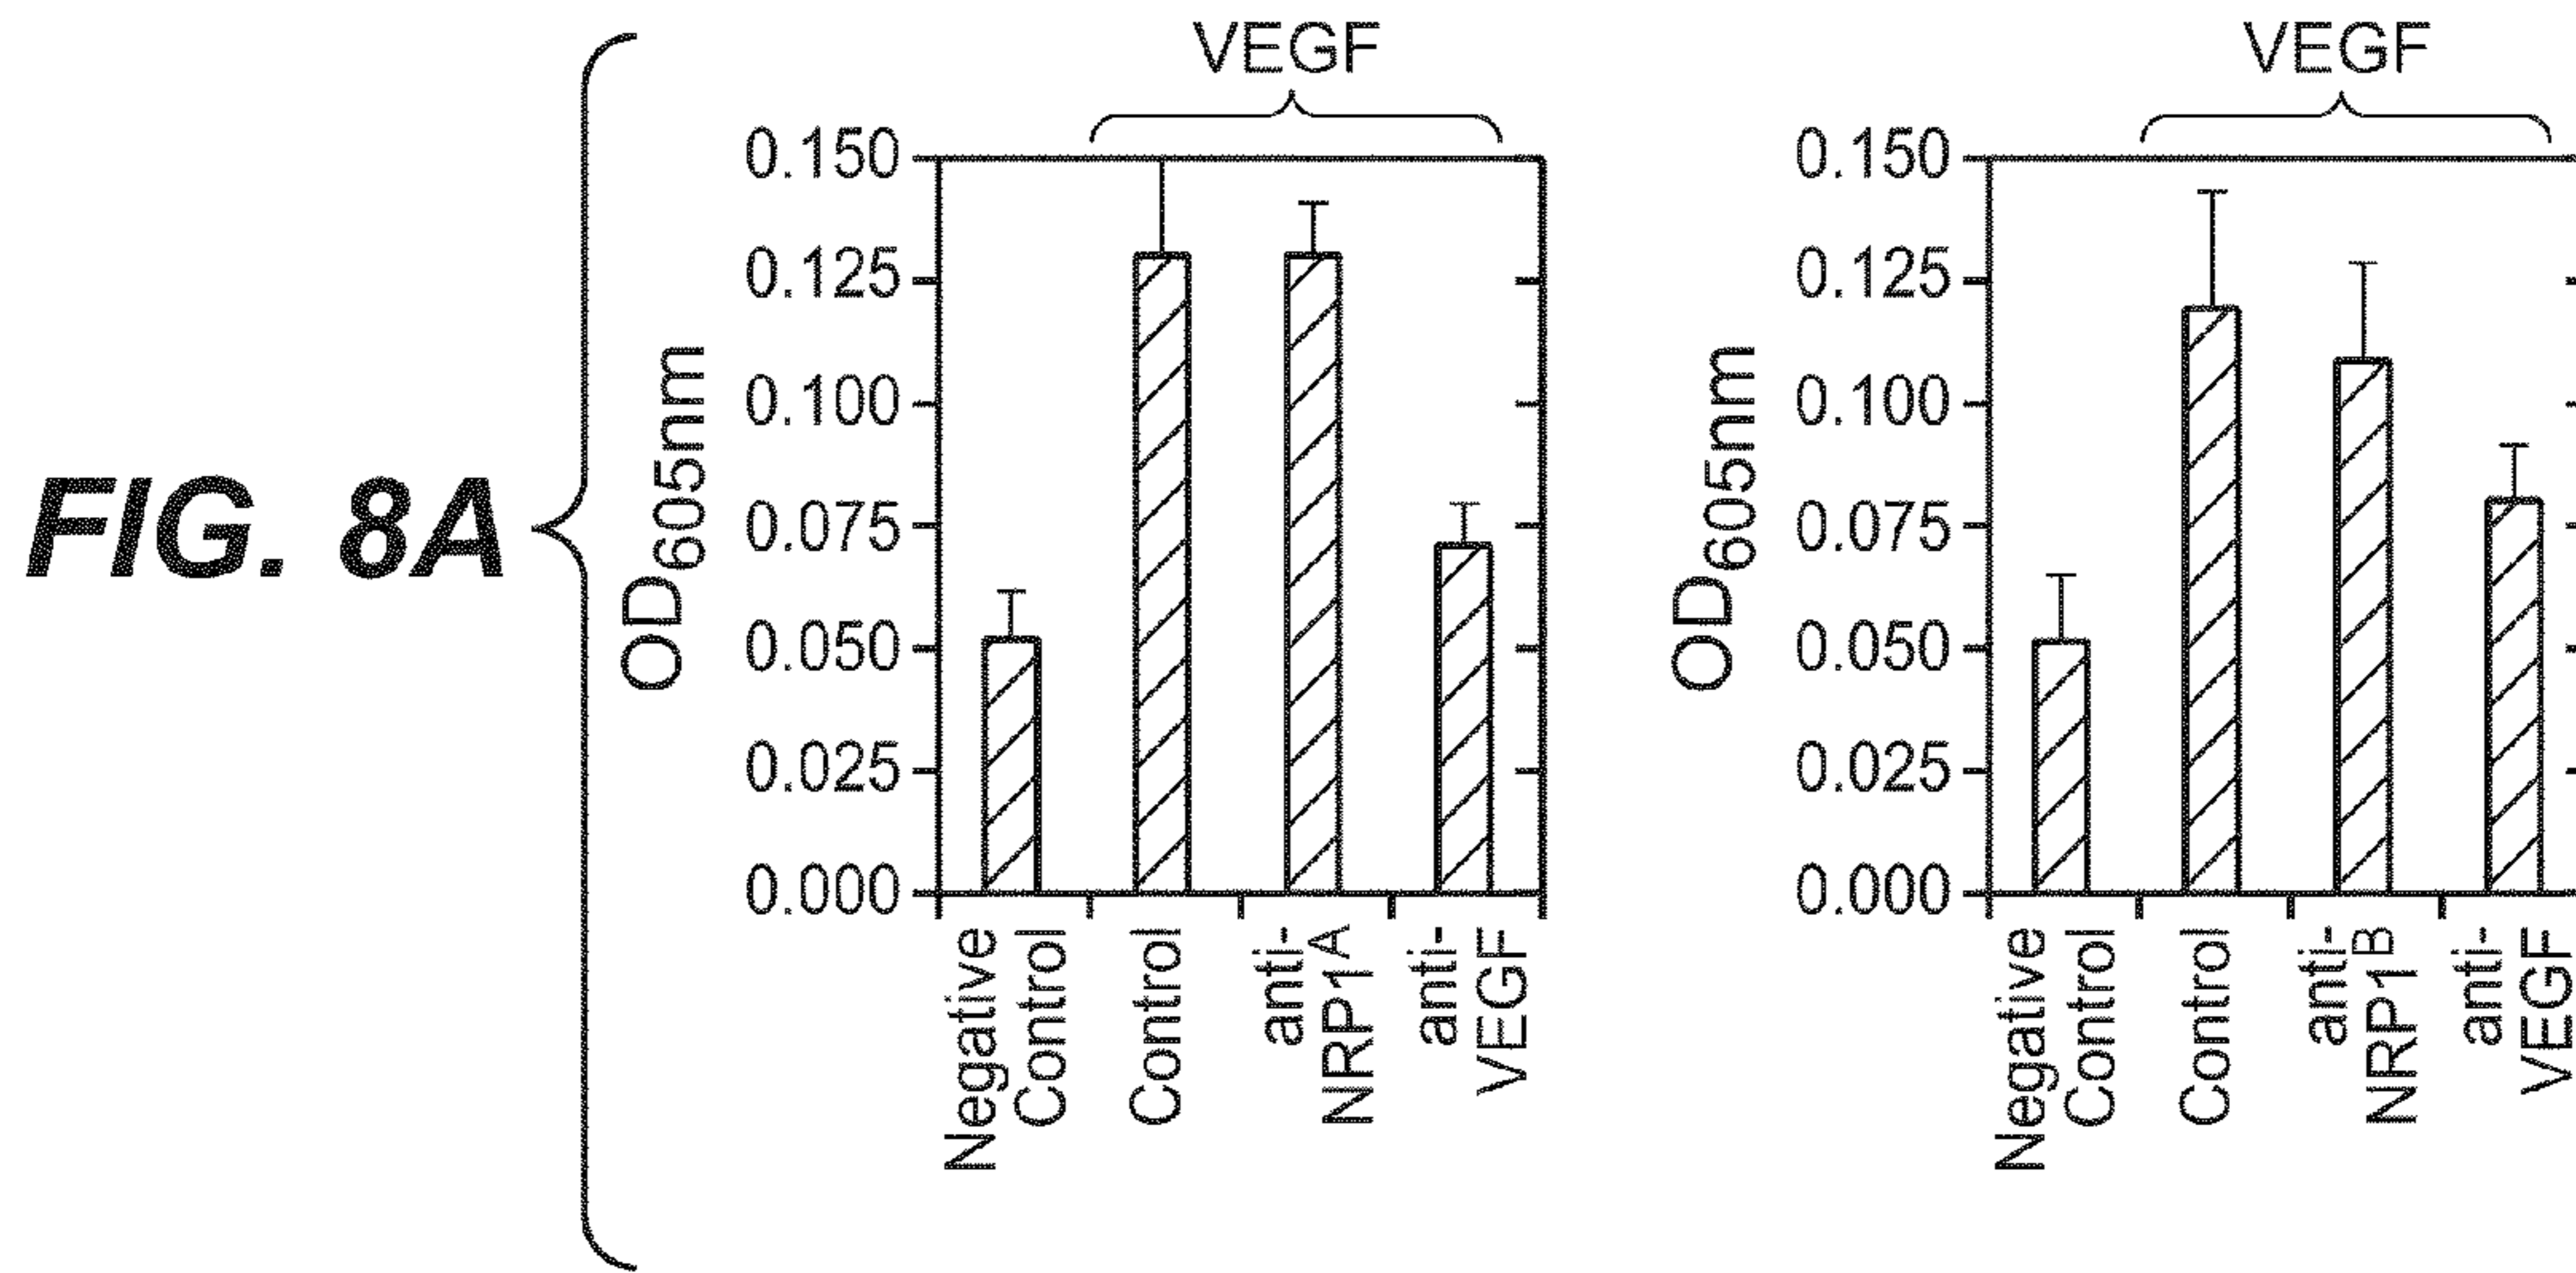 FIG. 8A
VEGF
OD605nm
0.150
0.125
0.100
0.075
0.050
0.025
0.000
Negative
Control
Control
anti-
NRP1A
anti-
VEGF
VEGF
OD605nm
0.150
0.125
0.100
0.075
0.050
0.025
0.000
Negative
Control
Control
anti-
NRP1B
anti-
VEGF